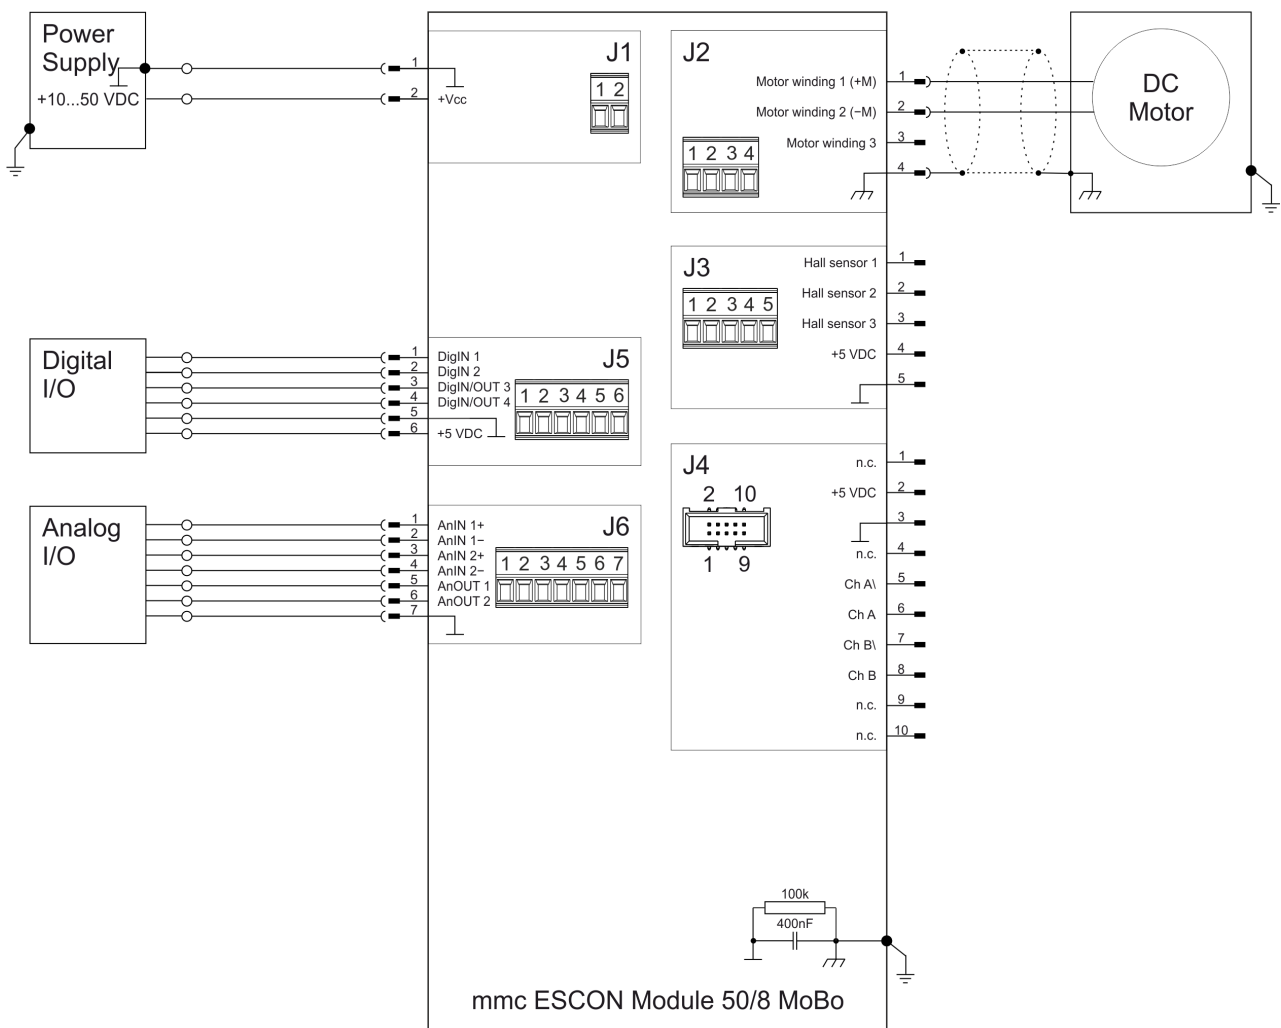 Power
Supply
+10...50 VDC
1
2
+Vcc
J1
1 2
J2
1 2 3 4
Motor winding 1 (+M)
1
Motor winding 2 (−M)
2
Motor winding 3
3
4
DC
Motor
J3
1 2 3 4 5
Hall sensor 1
1
Hall sensor 2
2
Hall sensor 3
3
+5 VDC
4
5
Digital
I/O
1
DigIN 1
2
DigIN 2
3
DigIN/OUT 3
4
DigIN/OUT 4
5
6
+5 VDC
J5
1 2 3 4 5 6
J4
2 10
1 9
n.c.
1
+5 VDC
2
3
n.c.
4
Ch A\
5
Ch A
6
Ch B\
7
Ch B
8
n.c.
9
n.c.
10
Analog
I/O
1
AnIN 1+
2
AnIN 1−
3
AnIN 2+
4
AnIN 2−
5
AnOUT 1
6
AnOUT 2
7
J6
1 2 3 4 5 6 7
100k
400nF
mmc ESCON Module 50/8 MoBo